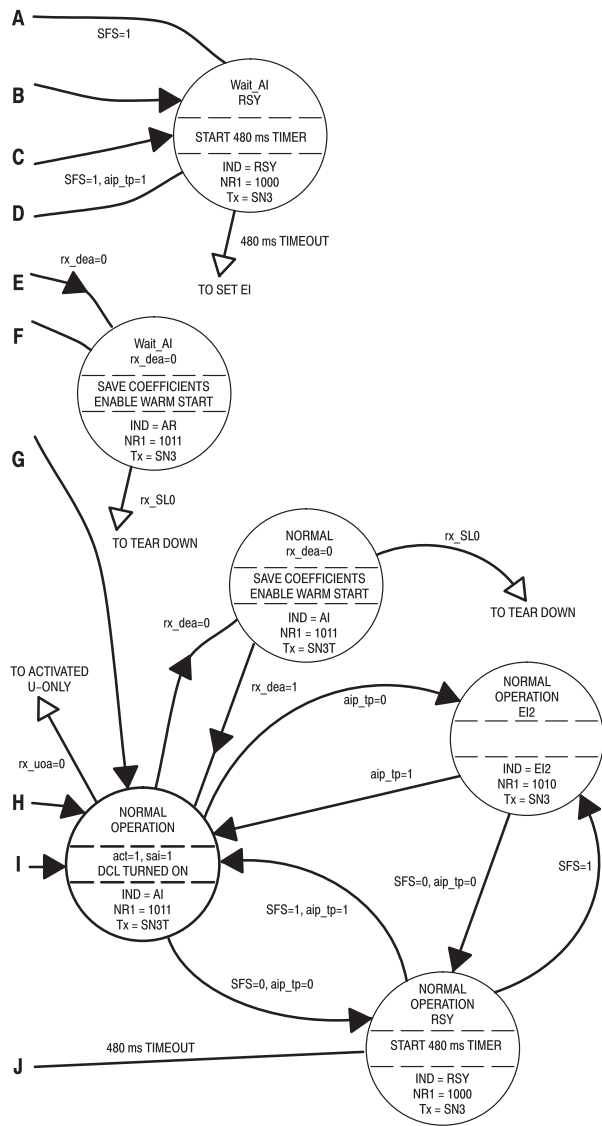 A
SFS=1
B
C
SFS=1, aip_tp=1
D
Wait_AI
RSY
START 480 ms TIMER
IND = RSY
NR1 = 1000
Tx = SN3
480 ms TIMEOUT
TO SET EI
E
rx_dea=0
F
Wait_AI
rx_dea=0
SAVE COEFFICIENTS
ENABLE WARM START
IND = AR
NR1 = 1011
Tx = SN3
rx_SL0
TO TEAR DOWN
G
NORMAL
rx_dea=0
SAVE COEFFICIENTS
ENABLE WARM START
IND = AI
NR1 = 1011
Tx = SN3T
rx_SL0
TO TEAR DOWN
rx_dea=0
rx_dea=1
TO ACTIVATED
U–ONLY
rx_uoa=0
aip_tp=0
NORMAL
OPERATION
EI2
IND = EI2
NR1 = 1010
Tx = SN3
aip_tp=1
H
I
NORMAL
OPERATION
act=1, sai=1
DCL TURNED ON
IND = AI
NR1 = 1011
Tx = SN3T
SFS=0, aip_tp=0
SFS=1
SFS=1, aip_tp=1
SFS=0, aip_tp=0
NORMAL
OPERATION
RSY
START 480 ms TIMER
IND = RSY
NR1 = 1000
Tx = SN3
480 ms TIMEOUT
J